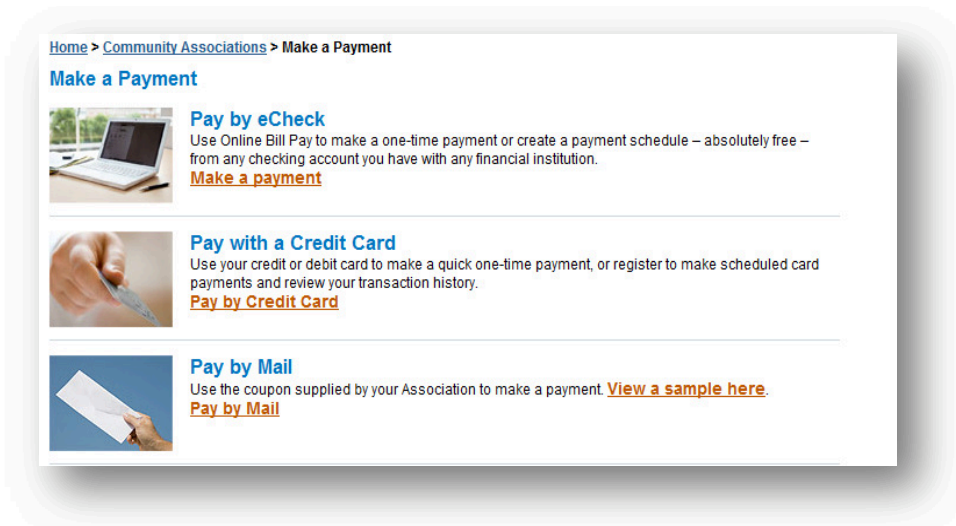 Home > Community Associations > Make a Payment
Make a Payment
Pay by eCheck
Use Online Bill Pay to make a one-time payment or create a payment schedule – absolutely free –
from any checking account you have with any financial institution.
Make a payment
Pay with a Credit Card
Use your credit or debit card to make a quick one-time payment, or register to make scheduled card
payments and review your transaction history.
Pay by Credit Card
Pay by Mail
Use the coupon supplied by your Association to make a payment. View a sample here.
Pay by Mail